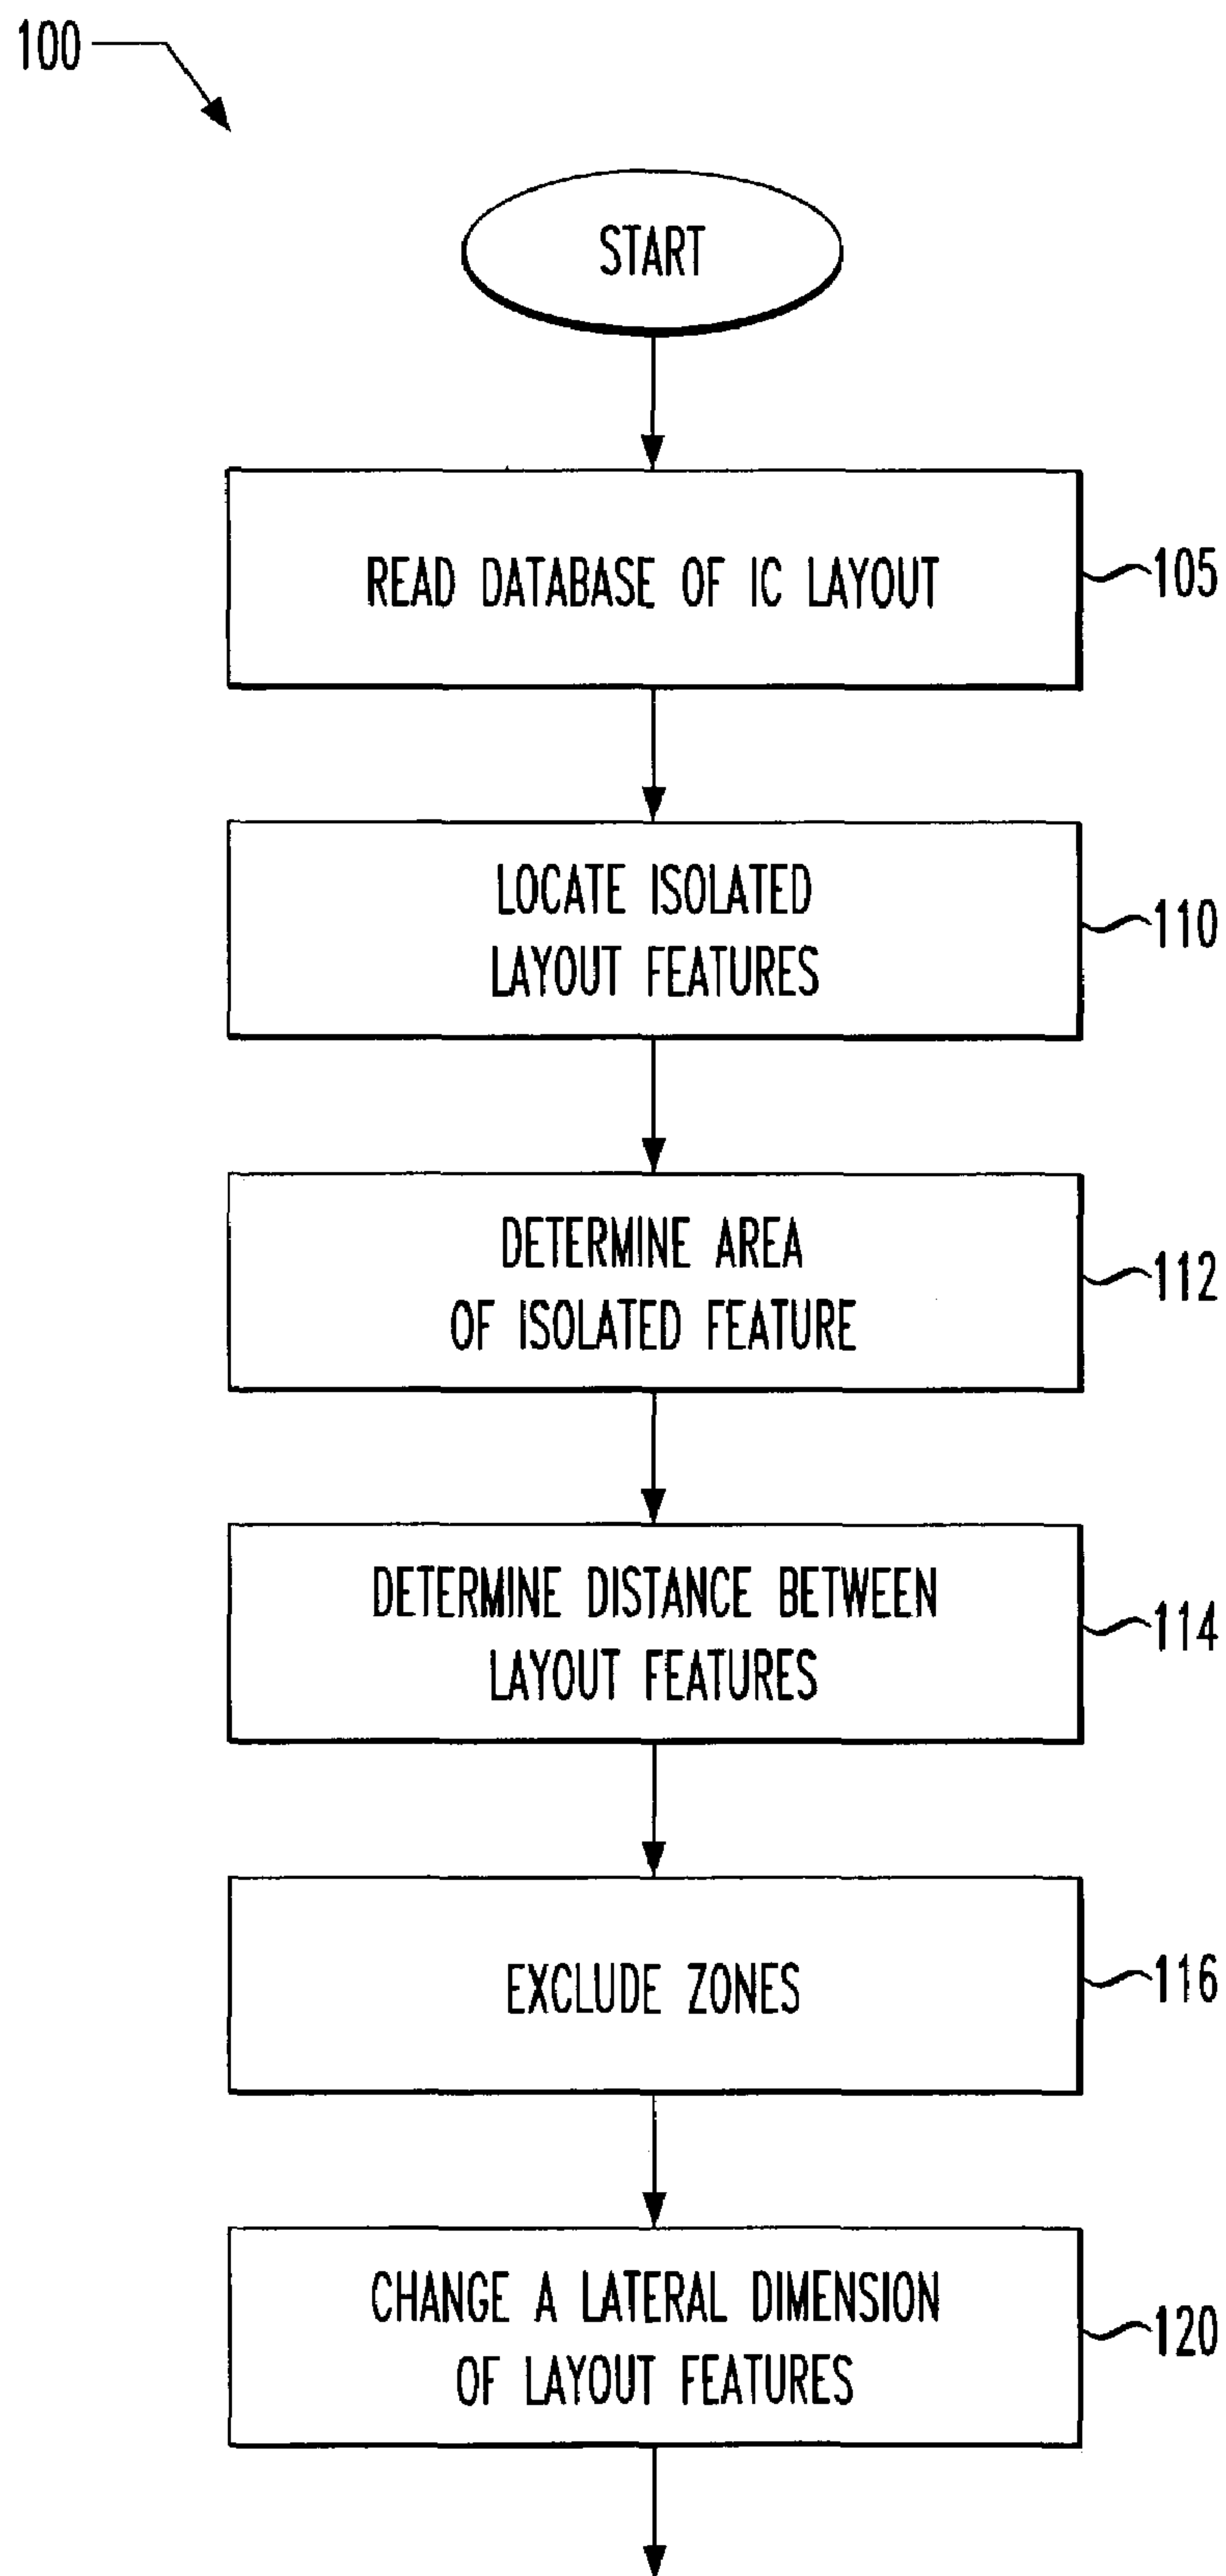 100
START
READ DATABASE OF IC LAYOUT
105
LOCATE ISOLATED
LAYOUT FEATURES
110
DETERMINE AREA
OF ISOLATED FEATURE
112
DETERMINE DISTANCE BETWEEN
LAYOUT FEATURES
114
EXCLUDE ZONES
116
CHANGE A LATERAL DIMENSION
OF LAYOUT FEATURES
120